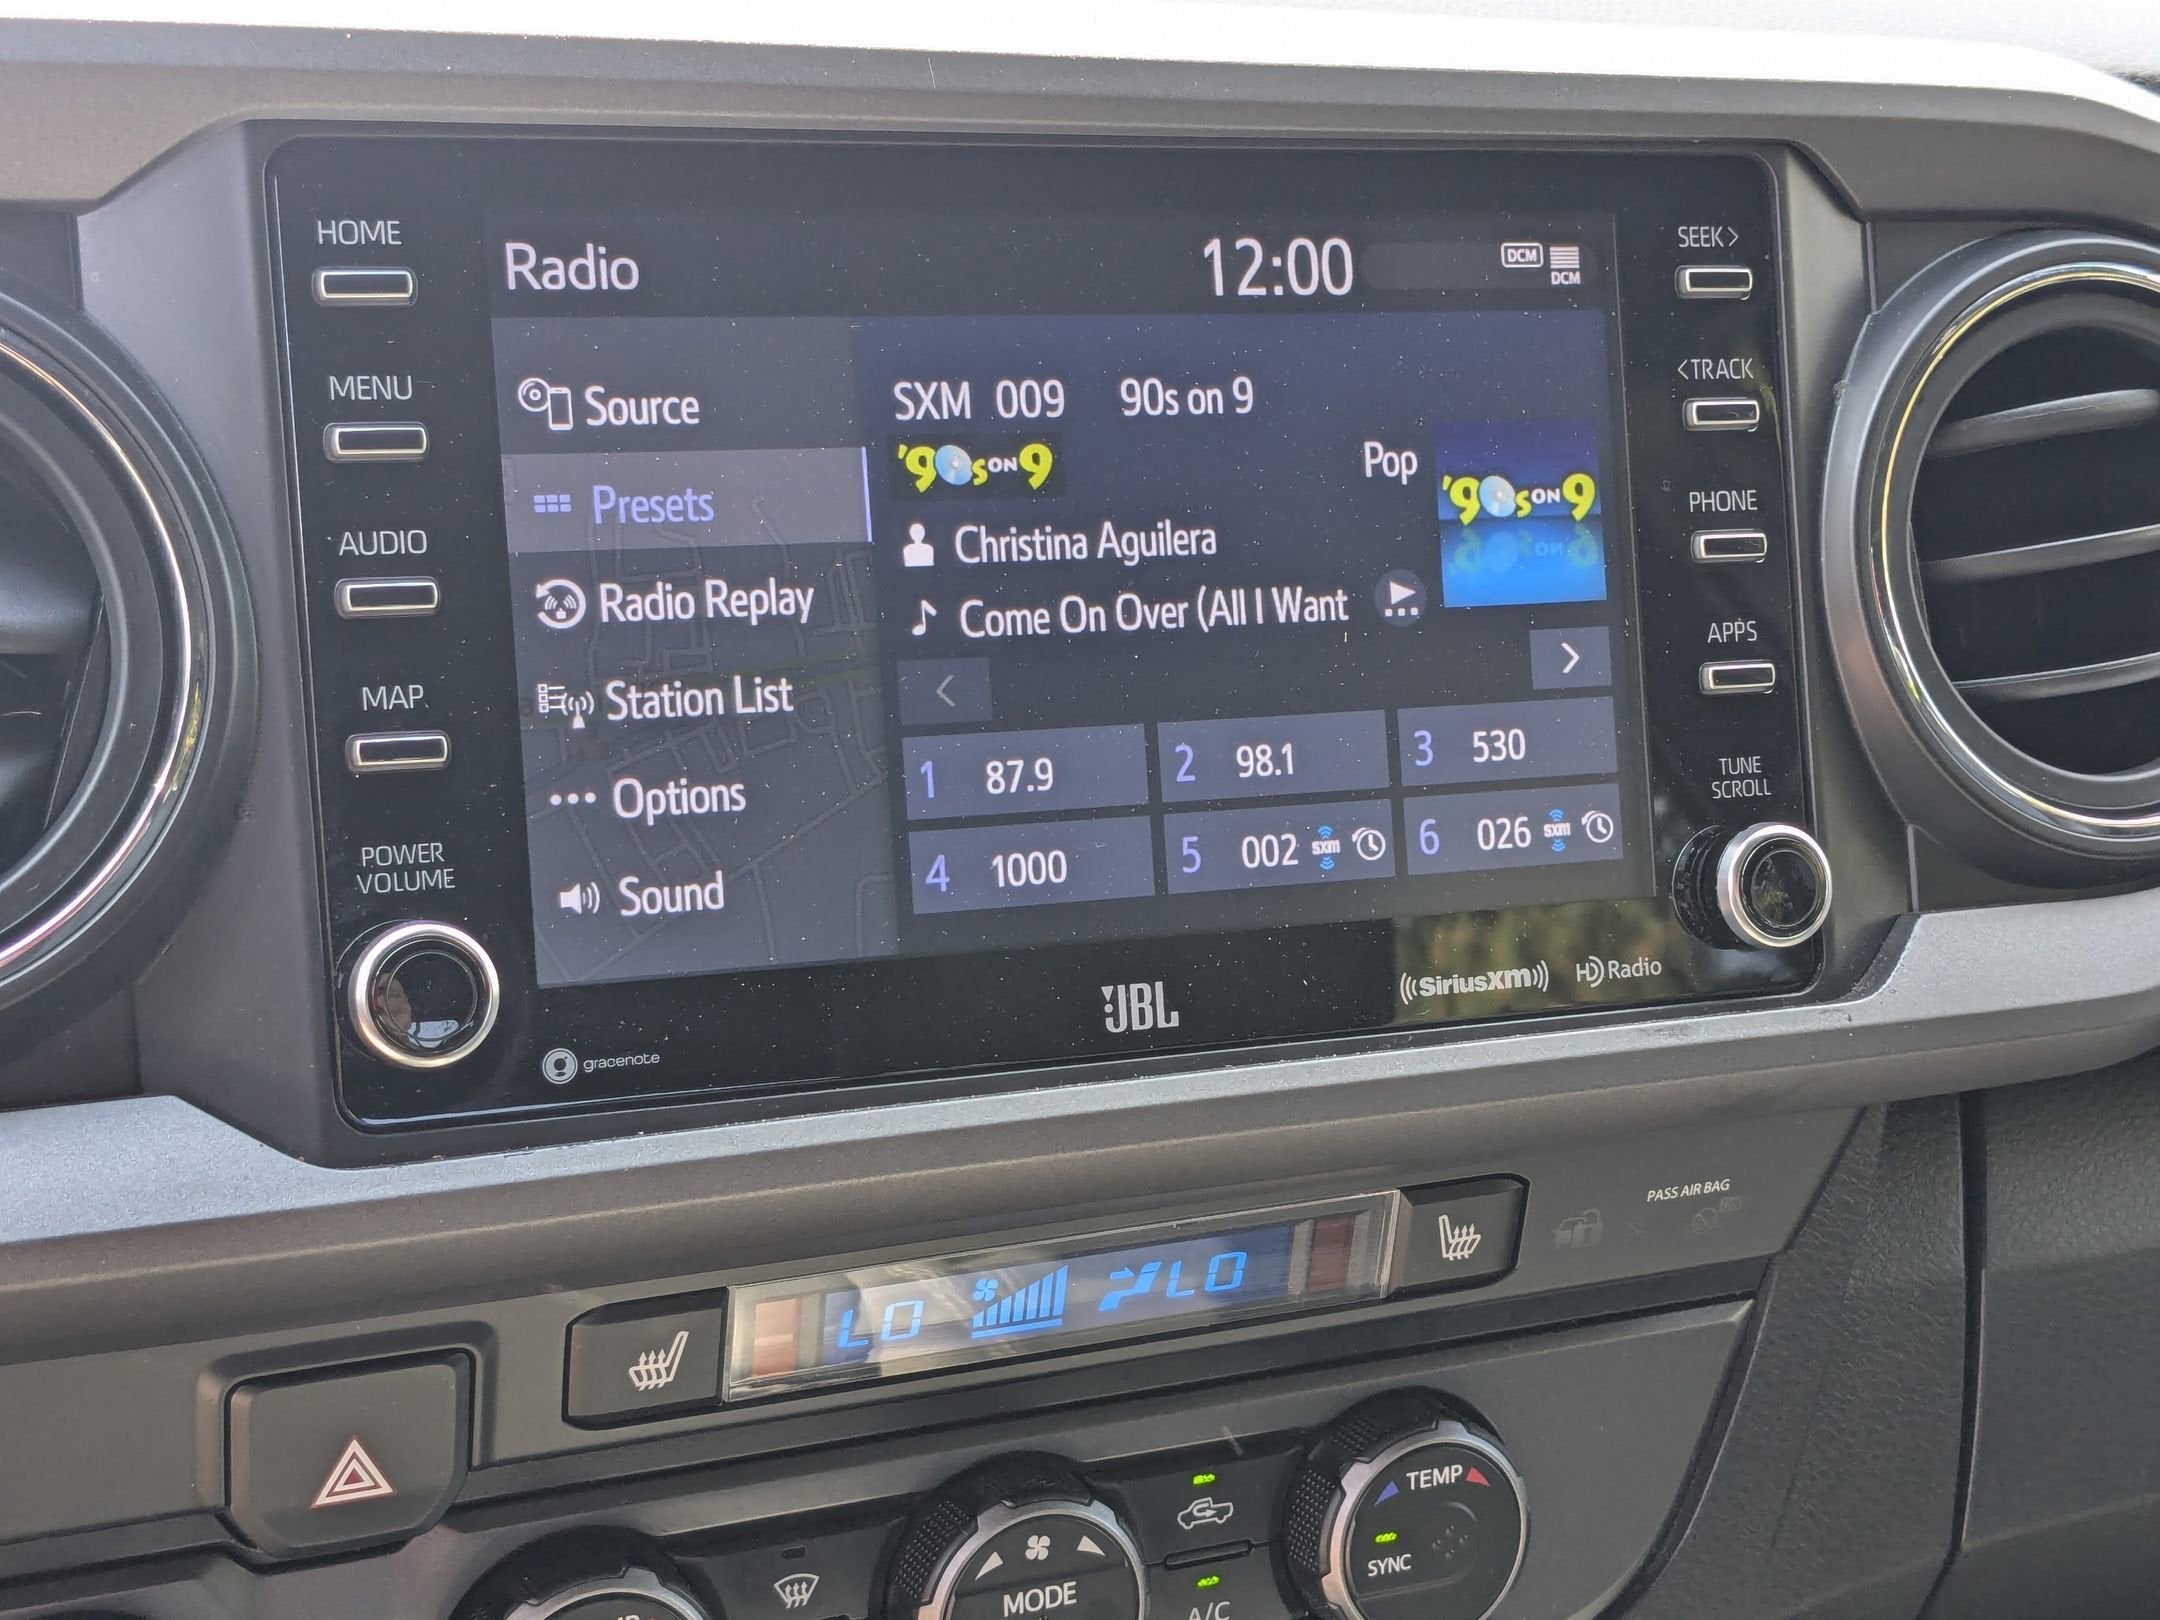 HOME
MENU
AUDIO
MAP
POWER
VOLUME
Radio
12:00
DCM
DCM
Source
Presets
Radio Replay
Station List
Options
Sound
SXM 009 90s on 9
'90s ON 9
Pop
'90s ON 9
Christina Aguilera
Come On Over (All I Want
<
>
1 87.9
2 98.1
3 530
4 1000
5 002 sxm
6 026 sxm
SEEK>
<TRACK
PHONE
APPS
TUNE
SCROLL
gracenote
JBL
((SiriusXm))
HD Radio
PASS AIR BAG
LO
LO
MODE
A/C
TEMP
SYNC